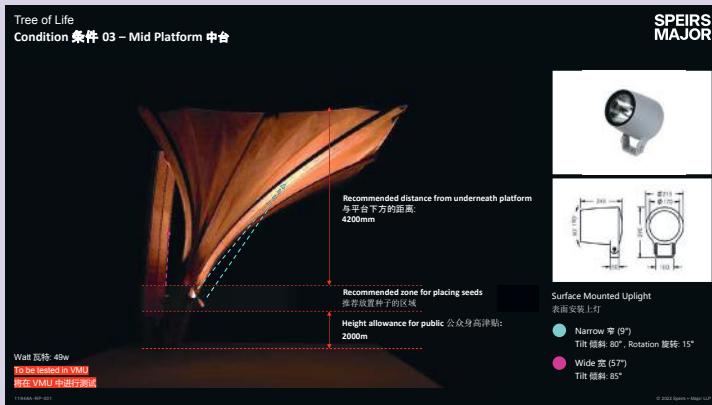 Tree of Life
Condition 条件 03 – Mid Platform 中台
SPEIRS
MAJOR
Recommended distance from underneath platform
与平台下方的距离:
4200mm
Recommended zone for placing seeds
推荐放置种子的区域
Height allowance for public 公众身高津贴:
2000m
Surface Mounted Uplight
表面安装上灯
Narrow 窄 (9°)
Tilt 倾斜: 80° , Rotation 旋转: 15°
Wide 宽 (57°)
Tilt 倾斜: 85°
Watt 瓦特: 49w
To be tested in VMU
将在 VMU 中进行测试
© 2022 Speirs + Major LLP